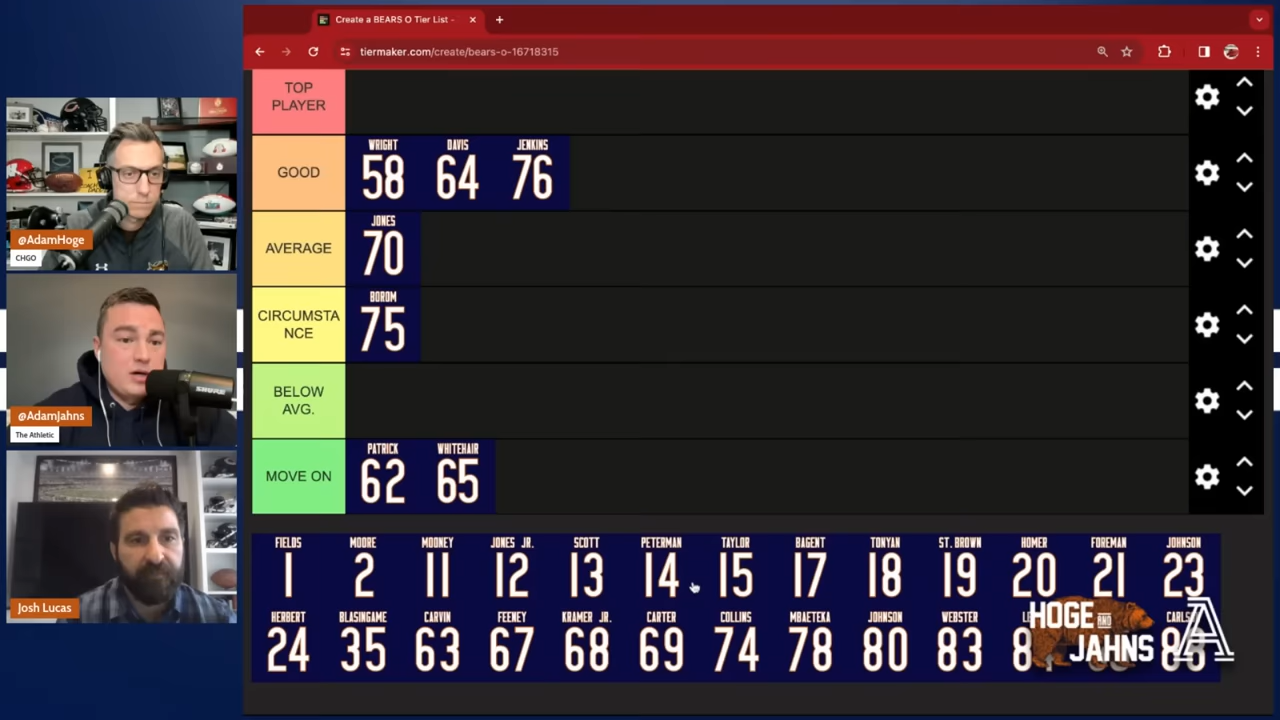 Create a BEARS O Tier List -
tiermaker.com/create/bears-o-16718315
TOP PLAYER
GOOD
WRIGHT 58
DAVIS 64
JENKINS 76
AVERAGE
JONES 70
CIRCUMSTA
NCE
BOROM 75
BELOW AVG.
MOVE ON
PATRICK 62
WHITEHAIR 65
FIELDS 1
MOORE 2
MOONEY 11
JONES JR. 12
SCOTT 13
PETERMAN 14
TAYLOR 15
BAGENT 17
TONYAN 18
ST. BROWN 19
HOMER 20
FOREMAN 21
JOHNSON 23
HERBERT 24
BLASINGAME 35
CARVIN 63
FEENEY 67
KRAMER JR. 68
CARTER 69
COLLINS 74
MBAETEKA 78
JOHNSON 80
WEBSTER 83
@AdamHoge
CHGO
@AdamJahns
The Athletic
SHURE
Josh Lucas
HOGE AND
JAHNS
A